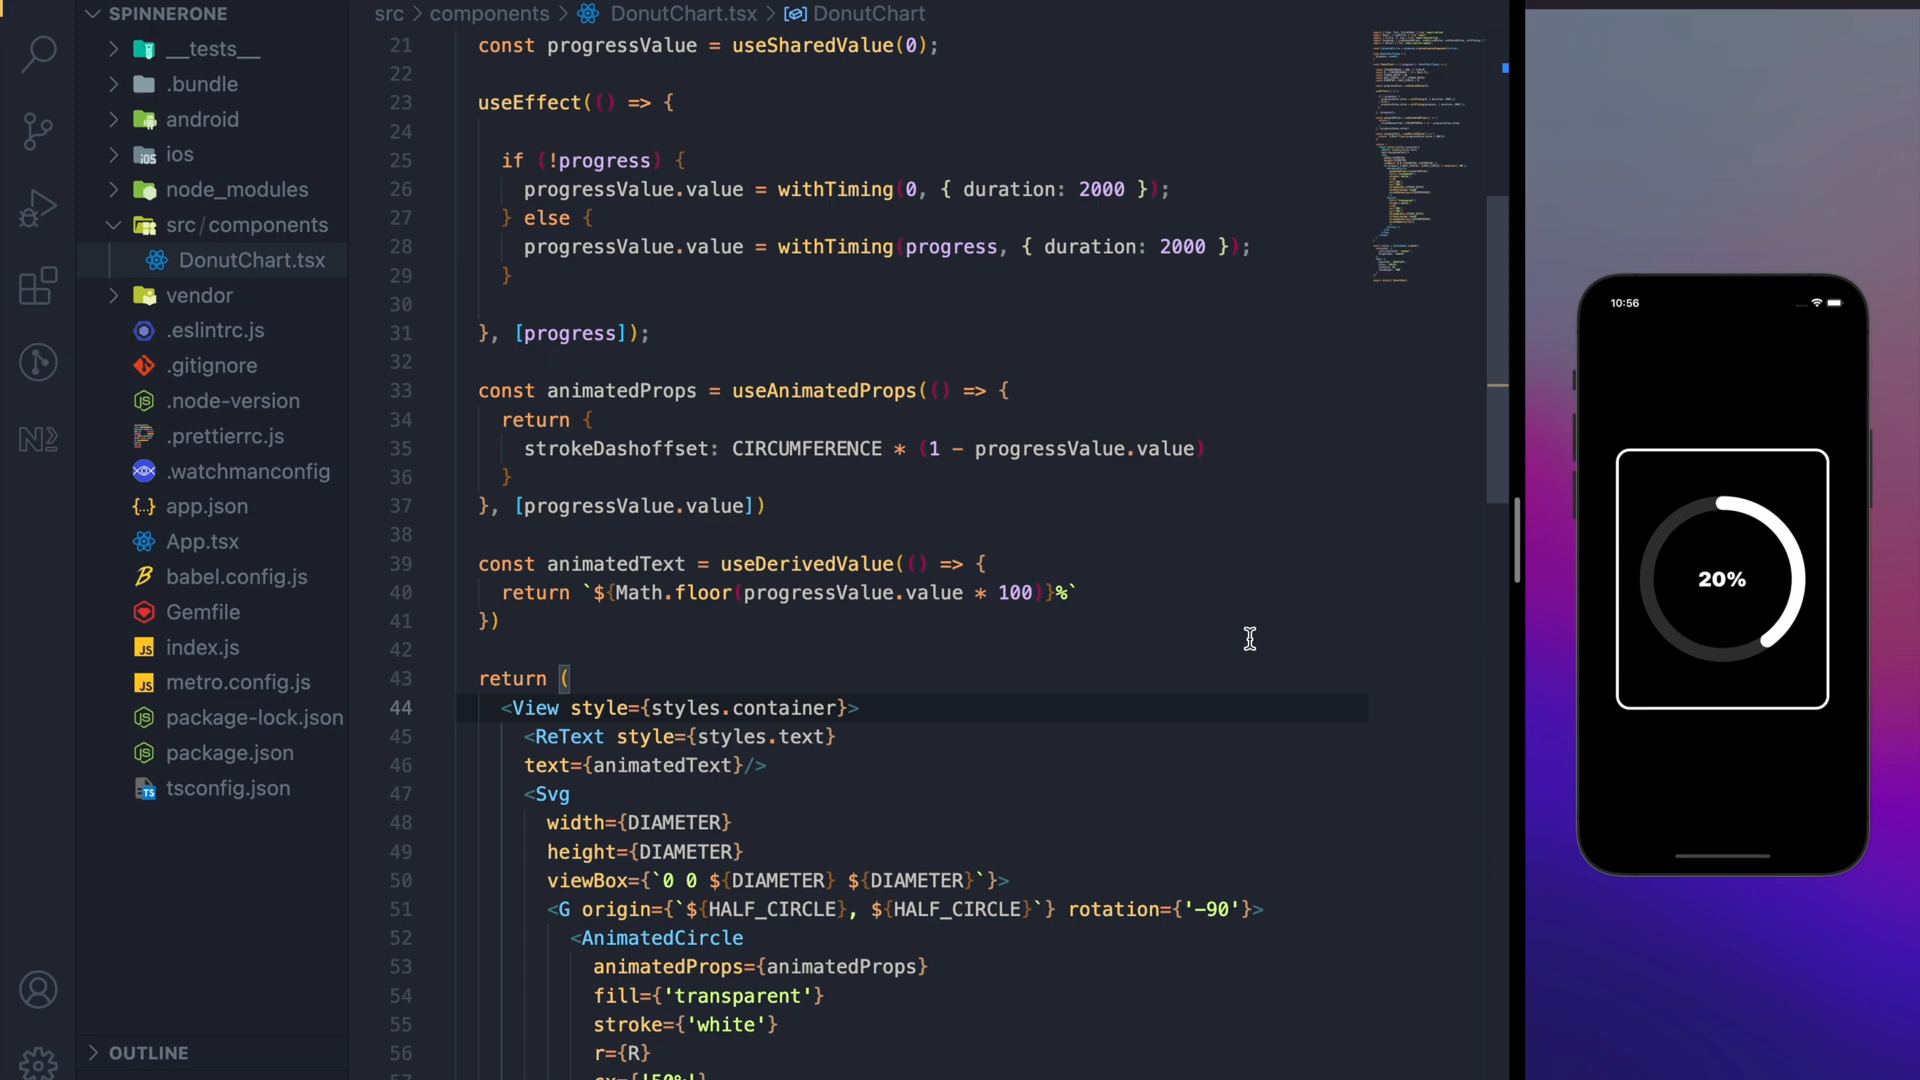 SPINNERONE
__tests__
.bundle
android
ios
node_modules
src/components
DonutChart.tsx
vendor
.eslintrc.js
.gitignore
.node-version
.prettierrc.js
.watchmanconfig
app.json
App.tsx
babel.config.js
Gemfile
index.js
metro.config.js
package-lock.json
package.json
tsconfig.json
OUTLINE
src > components > DonutChart.tsx > DonutChart
21 const progressValue = useSharedValue(0);
22
23 useEffect(() => {
24
25 if (!progress) {
26 progressValue.value = withTiming(0, { duration: 2000 });
27 } else {
28 progressValue.value = withTiming(progress, { duration: 2000 });
29 }
30
31 }, [progress]);
32
33 const animatedProps = useAnimatedProps(() => {
34 return {
35 strokeDashoffset: CIRCUMFERENCE * (1 - progressValue.value)
36 }
37 }, [progressValue.value])
38
39 const animatedText = useDerivedValue(() => {
40 return `${Math.floor(progressValue.value * 100)}%`
41 })
42
43 return (
44 <View style={styles.container}>
45 <ReText style={styles.text}
46 text={animatedText}/>
47 <Svg
48 width={DIAMETER}
49 height={DIAMETER}
50 viewBox={`0 0 ${DIAMETER} ${DIAMETER}`}>
51 <G origin={`${HALF_CIRCLE}, ${HALF_CIRCLE}`} rotation={'-90'}>
52 <AnimatedCircle
53 animatedProps={animatedProps}
54 fill={'transparent'}
55 stroke={'white'}
56 r={R}
10:56
20%